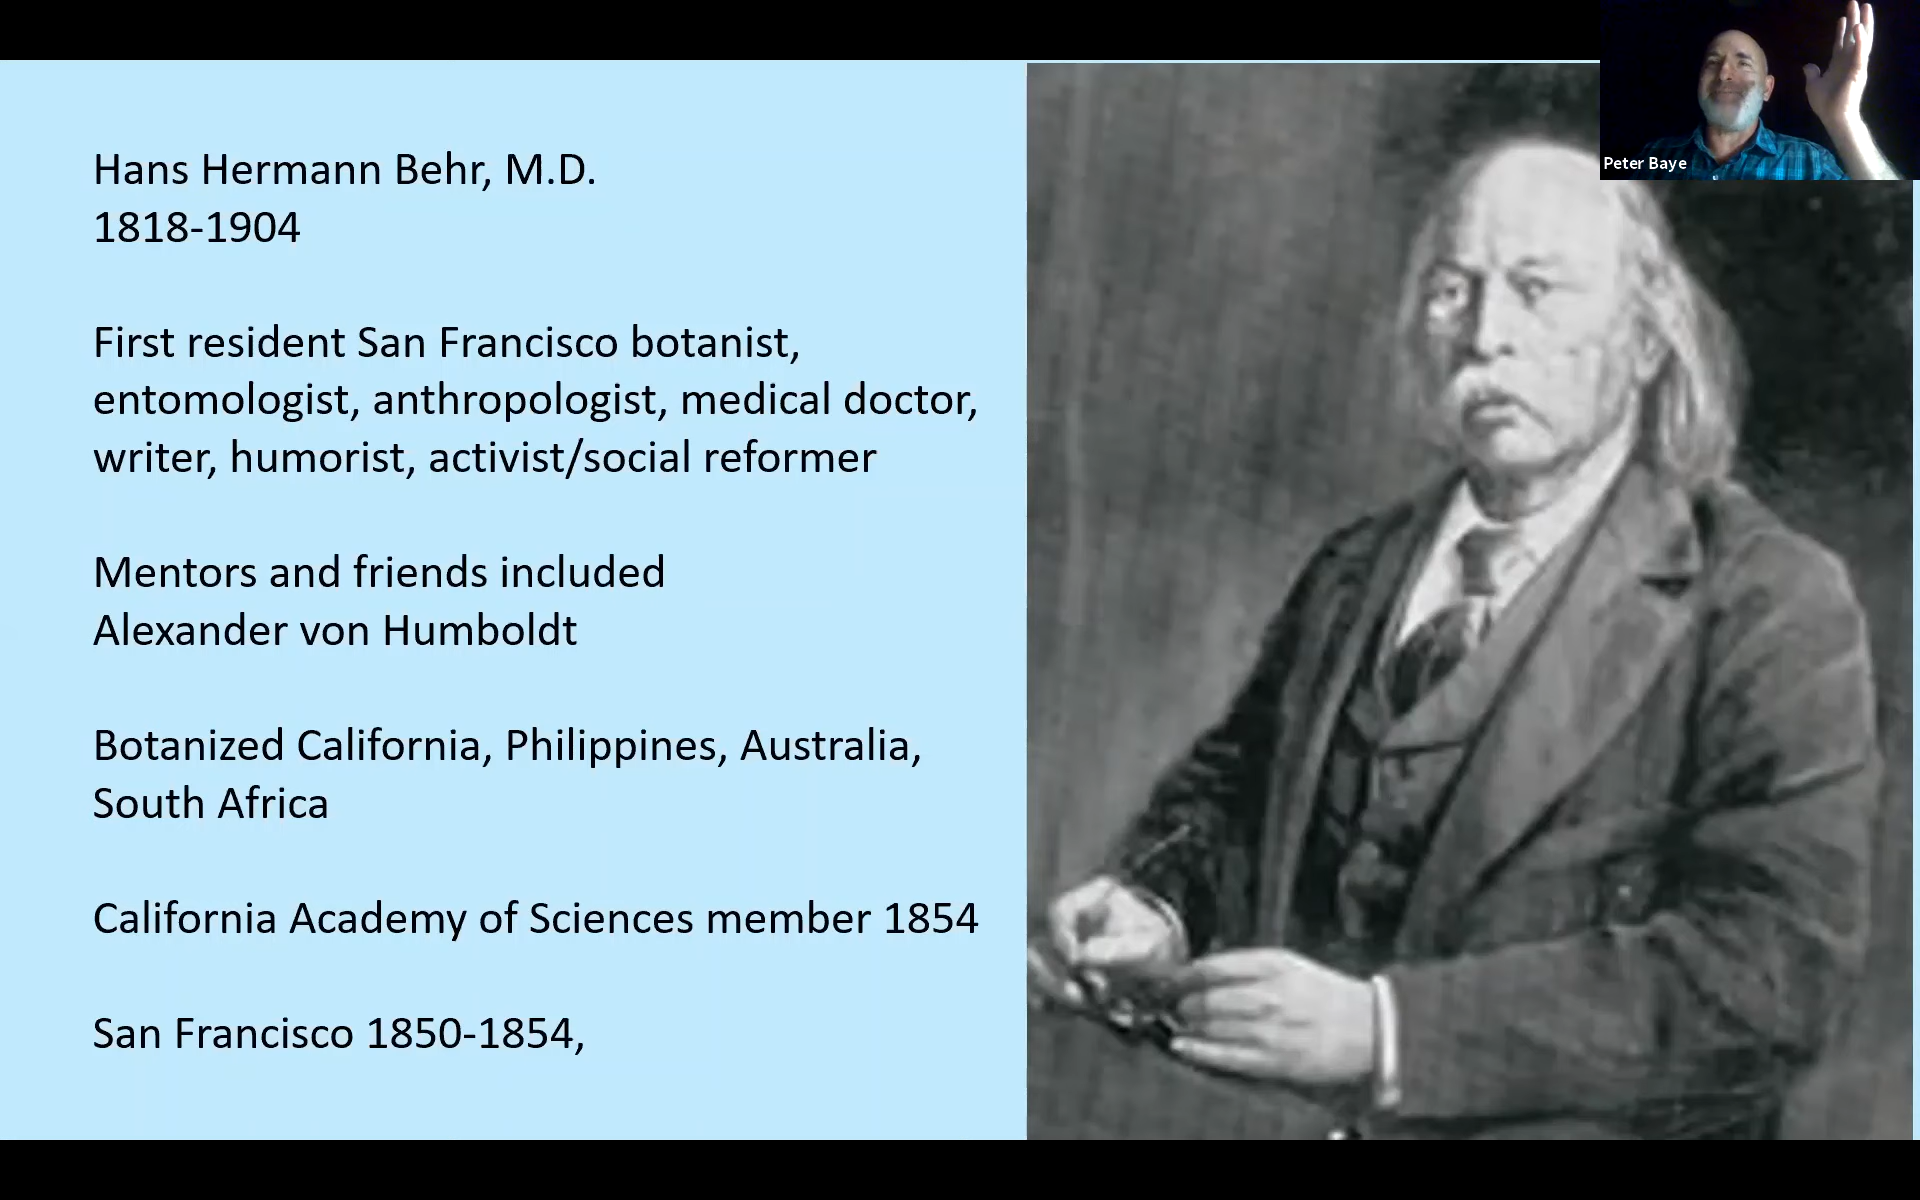 Hans Hermann Behr, M.D.
1818-1904
First resident San Francisco botanist,
entomologist, anthropologist, medical doctor,
writer, humorist, activist/social reformer
Mentors and friends included
Alexander von Humboldt
Botanized California, Philippines, Australia,
South Africa
California Academy of Sciences member 1854
San Francisco 1850-1854,
Peter Baye